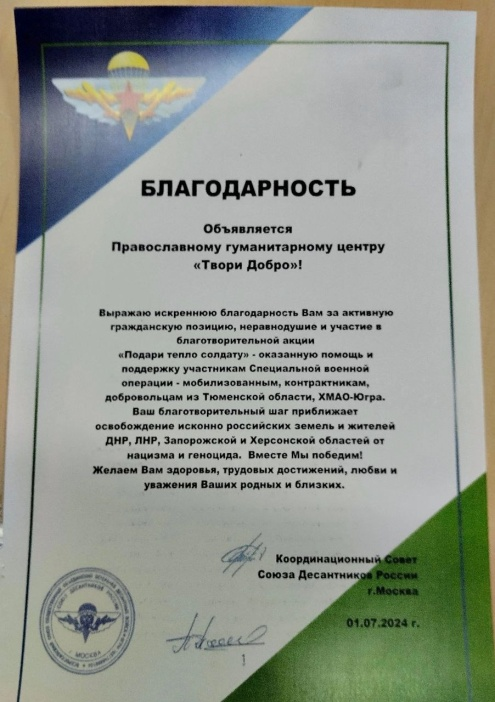 БЛАГОДАРНОСТЬ
Объявляется
Православному гуманитарному центру
«Твори Добро»!
Выражаю искреннюю благодарность Вам за активную
гражданскую позицию, неравнодушие и участие в
благотворительной акции
«Подари тепло солдату» - оказанную помощь и
поддержку участникам Специальной военной
операции - мобилизованным, контрактникам,
добровольцам из Тюменской области, ХМАО-Югра.
Ваш благотворительный шаг приближает
освобождение исконно российских земель и жителей
ДНР, ЛНР, Запорожской и Херсонской областей от
нацизма и геноцида. Вместе Мы победим!
Желаем Вам здоровья, трудовых достижений, любви и
уважения Ваших родных и близких.
Координационный Совет
Союза Десантников России
г.Москва
01.07.2024 г.
1